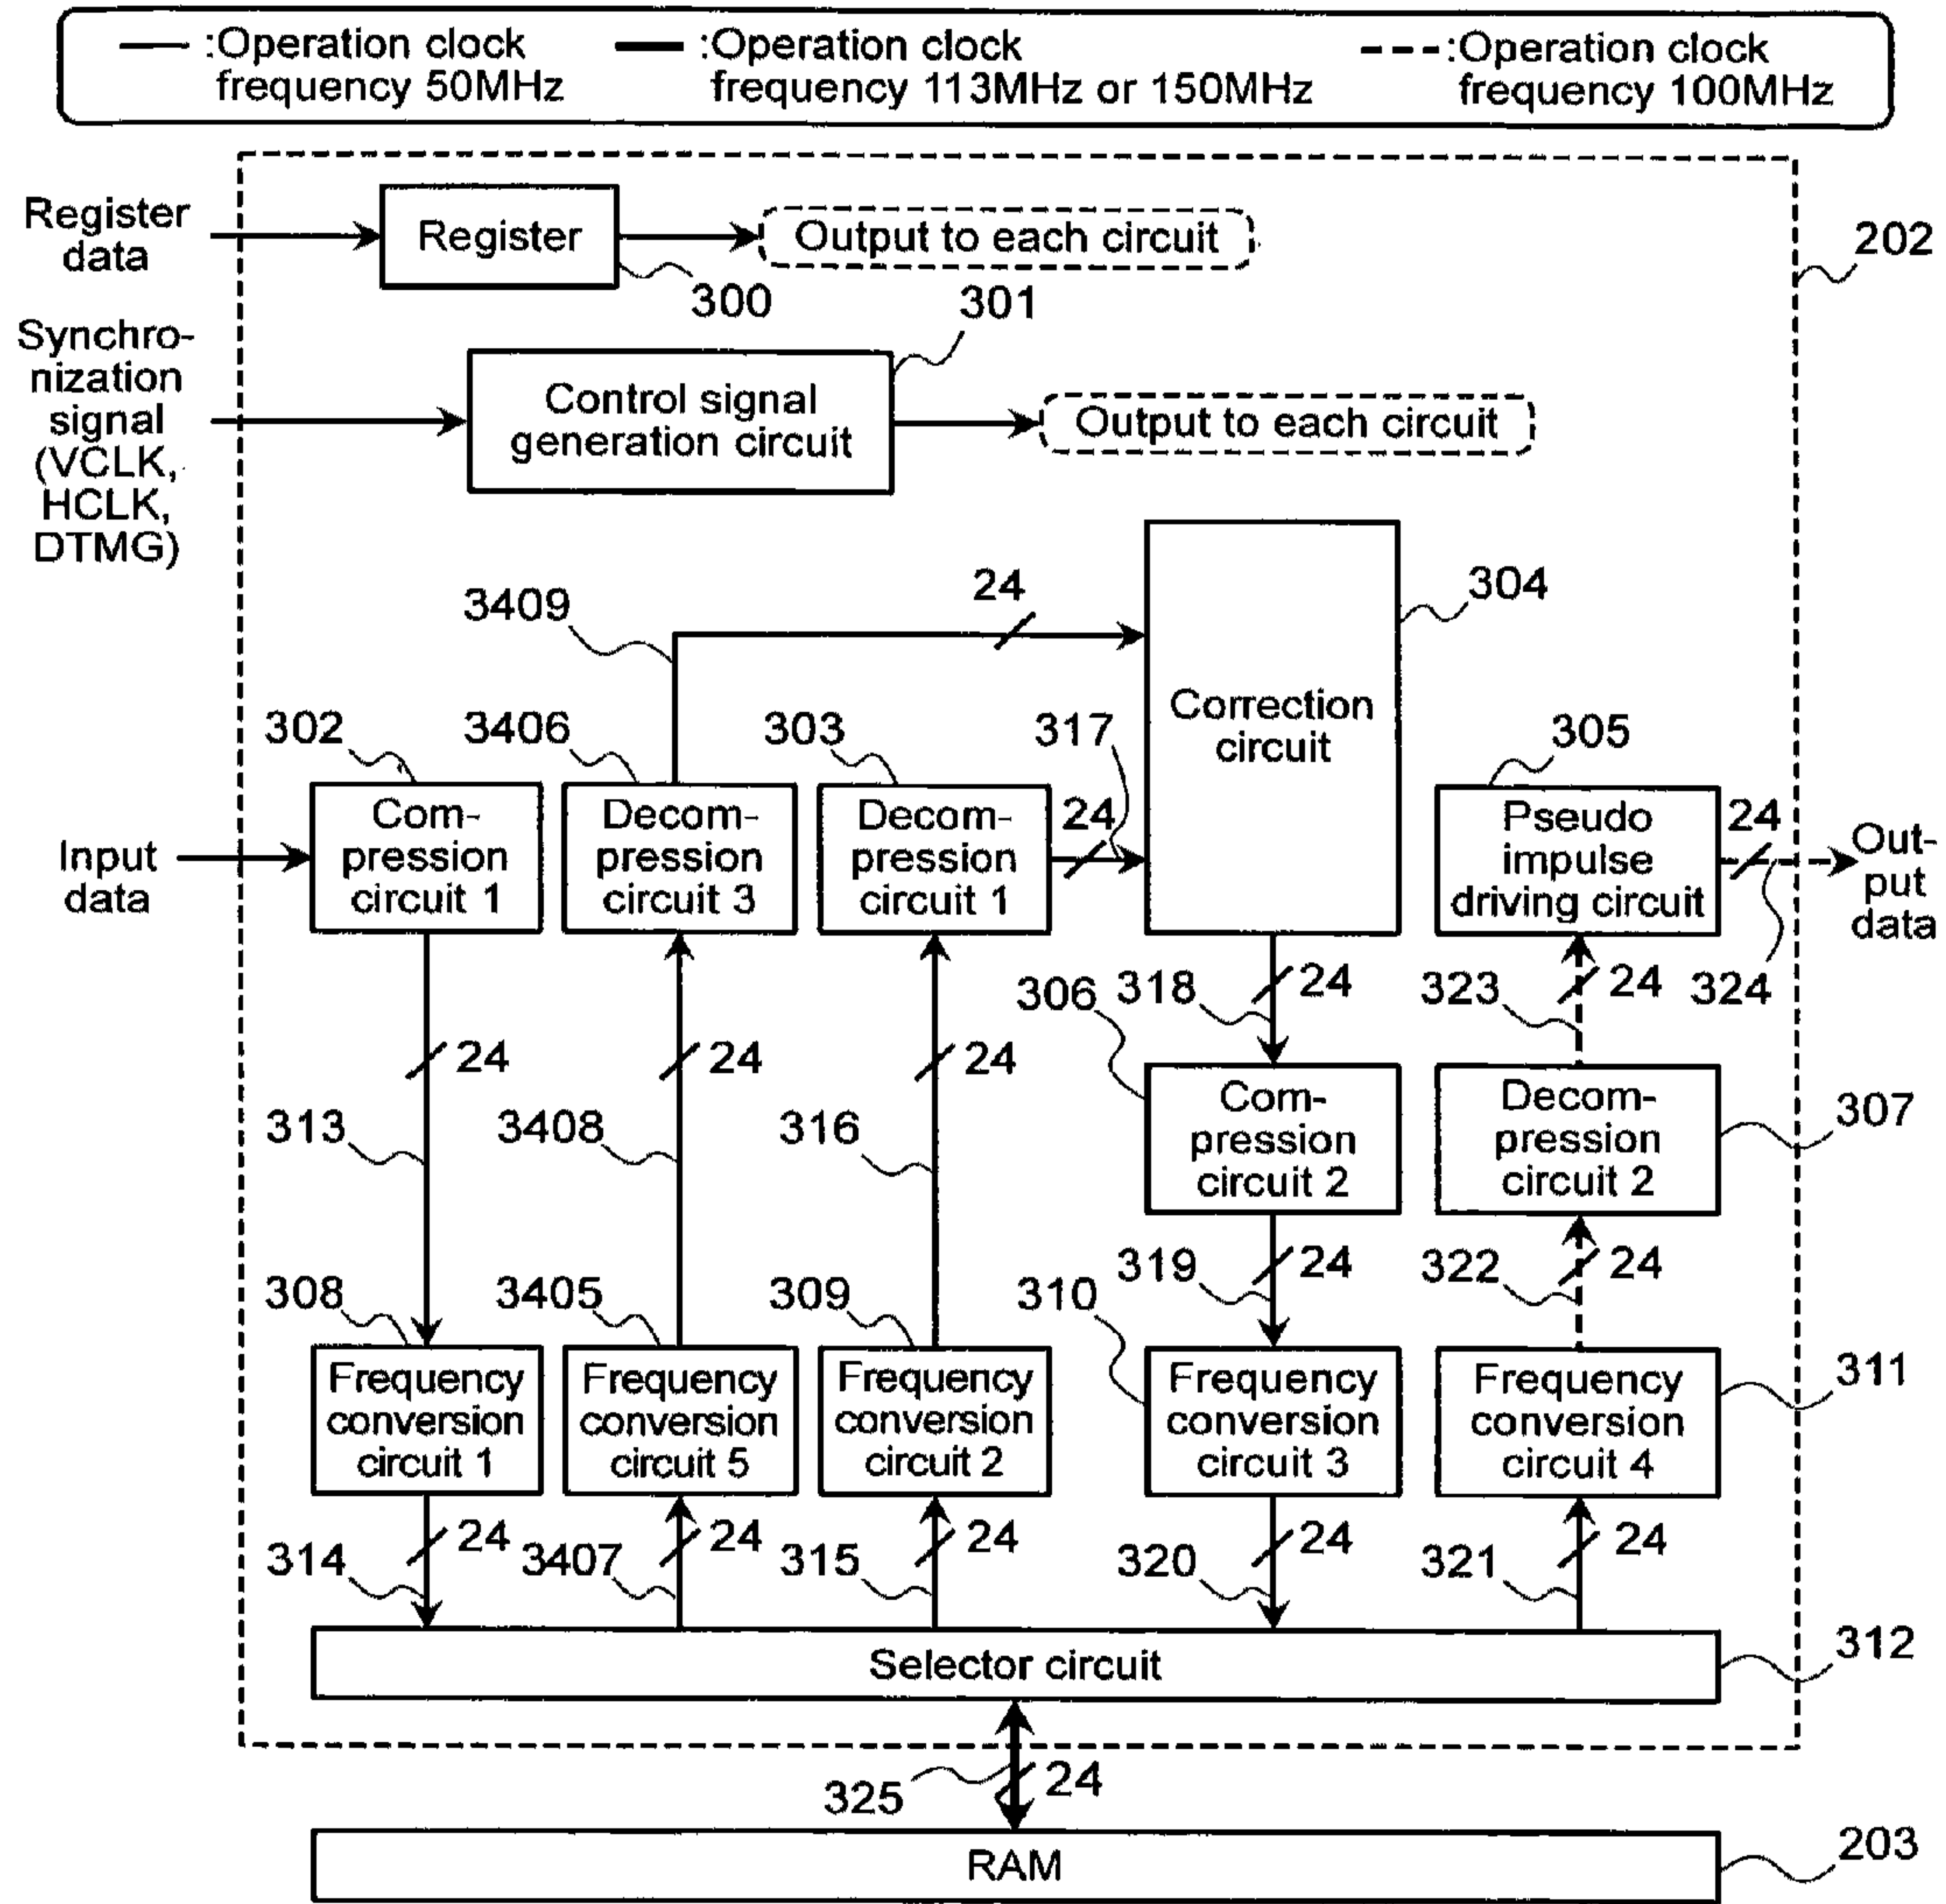 :Operation clock
frequency 50MHz
:Operation clock
frequency 113MHz or 150MHz
:Operation clock
frequency 100MHz
Register
data
Register
Output to each circuit
202
300
301
Synchro-
nization
signal
(VCLK,
HCLK,
DTMG)
Control signal
generation circuit
Output to each circuit
3409
24
304
Correction
circuit
302
3406
303
317
305
Input
data
Com-
pression
circuit 1
Decom-
pression
circuit 3
Decom-
pression
circuit 1
24
Pseudo
impulse
driving circuit
24
Out-
put
data
306
318
24
323
24
324
24
24
24
313
3408
316
Com-
pression
circuit 2
Decom-
pression
circuit 2
307
319
24
322
24
308
3405
309
310
311
Frequency
conversion
circuit 1
Frequency
conversion
circuit 5
Frequency
conversion
circuit 2
Frequency
conversion
circuit 3
Frequency
conversion
circuit 4
314
24
3407
24
315
24
320
24
321
24
Selector circuit
312
325
24
RAM
203